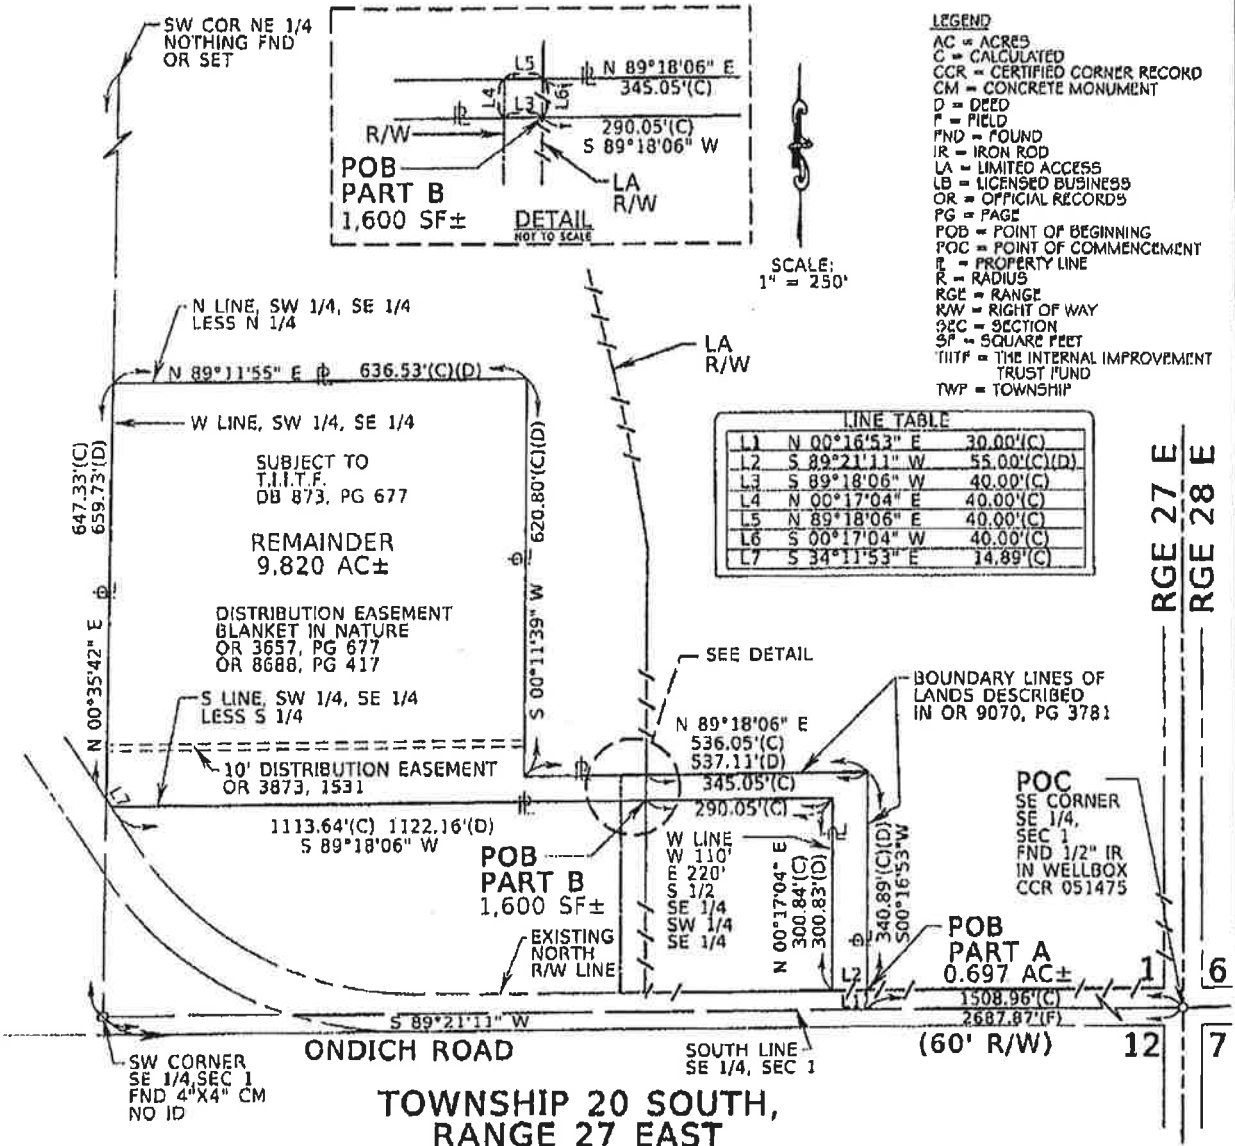 SW COR NE 1/4
NOTHING FND
OR SET
L5
N 89°18'06" E
345.05'(C)
L4
L6
L3
290.05'(C)
S 89°18'06" W
R/W
POB
PART B
1,600 SF±
LA
R/W
DETAIL
NOT TO SCALE
SCALE:
1" = 250'
LEGEND
AC = ACRES
C = CALCULATED
CCR = CERTIFIED CORNER RECORD
CM = CONCRETE MONUMENT
D = DEED
F = FIELD
FND = FOUND
IR = IRON ROD
LA = LIMITED ACCESS
LB = LICENSED BUSINESS
OR = OFFICIAL RECORDS
PG = PAGE
POB = POINT OF BEGINNING
POC = POINT OF COMMENCEMENT
PL = PROPERTY LINE
R = RADIUS
RGE = RANGE
R/W = RIGHT OF WAY
SEC = SECTION
SF = SQUARE FEET
TIITF = THE INTERNAL IMPROVEMENT
TRUST FUND
TWP = TOWNSHIP
N LINE, SW 1/4, SE 1/4
LESS N 1/4
N 89°11'55" E 636.53'(C)(D)
W LINE, SW 1/4, SE 1/4
LA
R/W
SUBJECT TO
T.I.I.T.F.
DB 873, PG 677
REMAINDER
9.820 AC±
DISTRIBUTION EASEMENT
BLANKET IN NATURE
OR 3657, PG 677
OR 8688, PG 417
647.33'(C)
659.73'(D)
N 00°35'42" E
620.80'(C)(D)
S 00°11'39" W
LINE TABLE
L1 N 00°16'53" E 30.00'(C)
L2 S 89°21'11" W 55.00'(C)(D)
L3 S 89°18'06" W 40.00'(C)
L4 N 00°17'04" E 40.00'(C)
L5 N 89°18'06" E 40.00'(C)
L6 S 00°17'04" W 40.00'(C)
L7 S 34°11'53" E 14.89'(C)
RGE 27 E
RGE 28 E
SEE DETAIL
BOUNDARY LINES OF
LANDS DESCRIBED
IN OR 9070, PG 3781
S LINE, SW 1/4, SE 1/4
LESS S 1/4
10' DISTRIBUTION EASEMENT
OR 3873, 1531
N 89°18'06" E
536.05'(C)
537.11'(D)
345.05'(C)
290.05'(C)
L7
1113.64'(C) 1122.16'(D)
S 89°18'06" W
POB
PART B
1,600 SF±
W LINE
W 110'
E 220'
S 1/2
SE 1/4
SW 1/4
SE 1/4
N 00°17'04" E
300.84'(C)
300.83'(D)
340.89'(C)(D)
S00°16'53"W
POC
SE CORNER
SE 1/4,
SEC 1
FND 1/2" IR
IN WELLBOX
CCR 051475
EXISTING
NORTH
R/W LINE
POB
PART A
0.697 AC±
L2
L1
1
6
1508.96'(C)
2687.87'(F)
S 89°21'11" W
ONDICH ROAD
(60' R/W)
12
7
SOUTH LINE
SE 1/4, SEC 1
SW CORNER
SE 1/4,SEC 1
FND 4"X4" CM
NO ID
TOWNSHIP 20 SOUTH,
RANGE 27 EAST